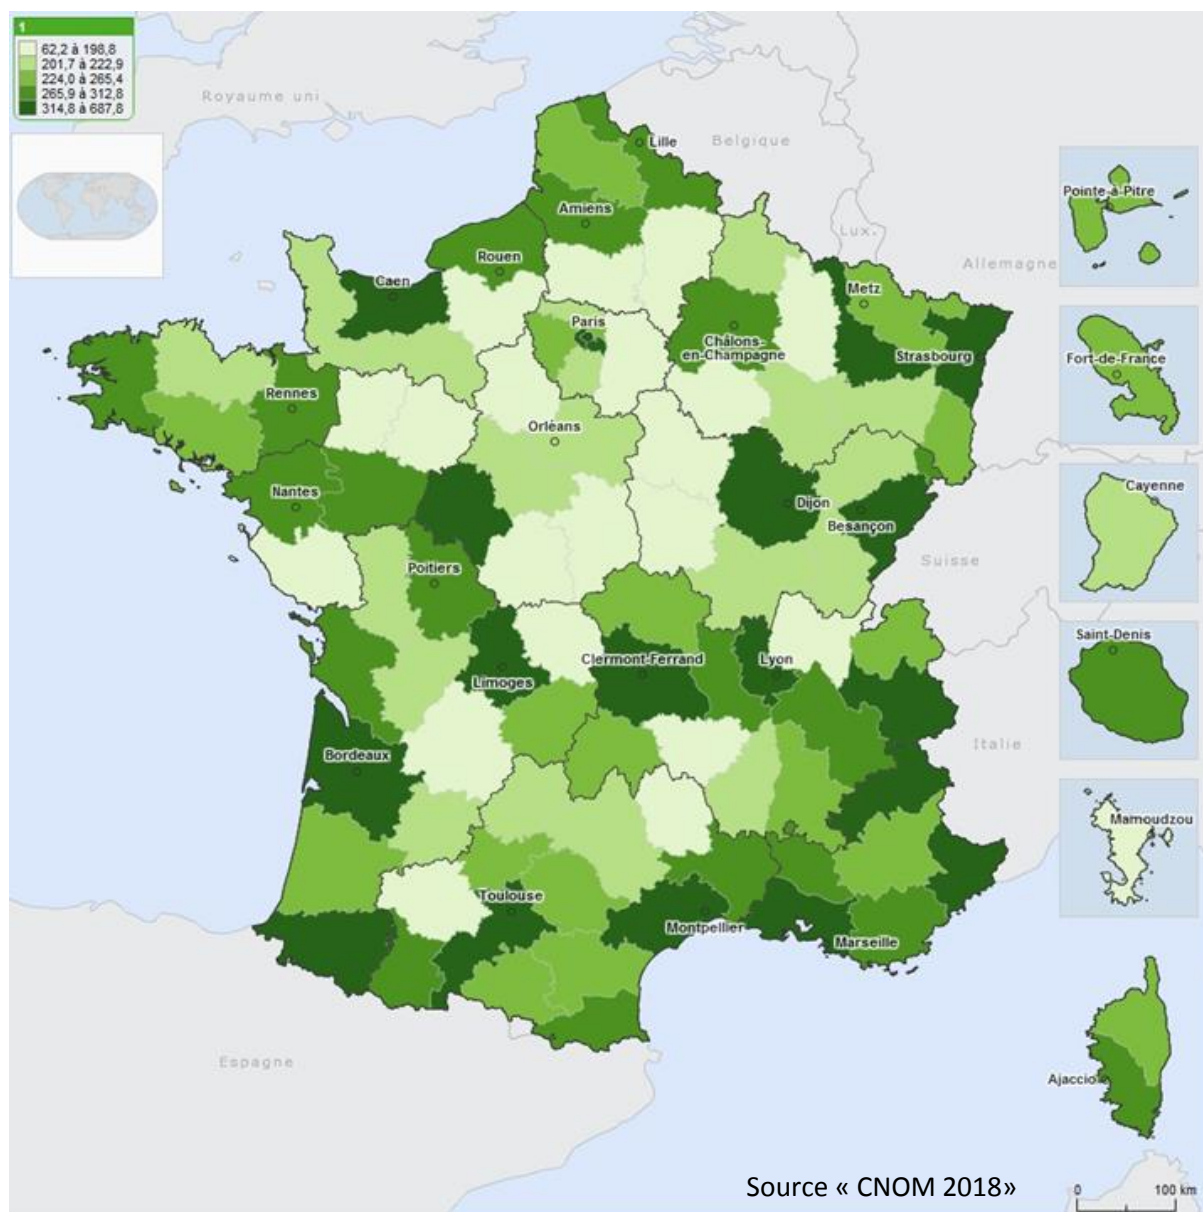 1
62,2 à 198,8
201,7 à 222,9
224,0 à 265,4
265,9 à 312,8
314,8 à 687,8
Royaume uni
Belgique
Lille
Pointe-à-Pitre
Amiens
Lux.
Rouen
Allemagne
Caen
Metz
Paris
Châlons-
en-Champagne
Strasbourg
Fort-de-France
Rennes
Orléans
Nantes
Dijon
Besançon
Cayenne
Suisse
Poitiers
Saint-Denis
Clermont-Ferrand
Lyon
Limoges
Italie
Bordeaux
Mamoudzou
Toulouse
Montpellier
Marseille
Espagne
Ajaccio
Source « CNOM 2018»
0 100 km